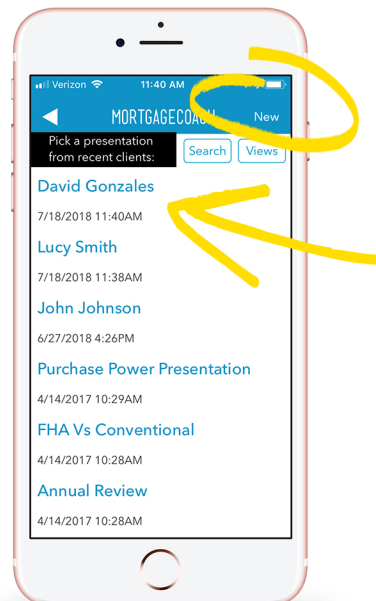 Verizon 11:40 AM
MORTGAGECOACH New
Pick a presentation
from recent clients:
Search Views
David Gonzales
7/18/2018 11:40AM
Lucy Smith
7/18/2018 11:38AM
John Johnson
6/27/2018 4:26PM
Purchase Power Presentation
4/14/2017 10:29AM
FHA Vs Conventional
4/14/2017 10:28AM
Annual Review
4/14/2017 10:28AM